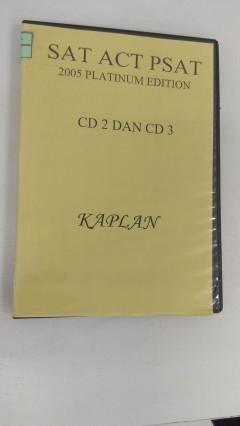 SAT ACT PSAT
2005 PLATINUM EDITION
CD 2 DAN CD 3
KAPLAN